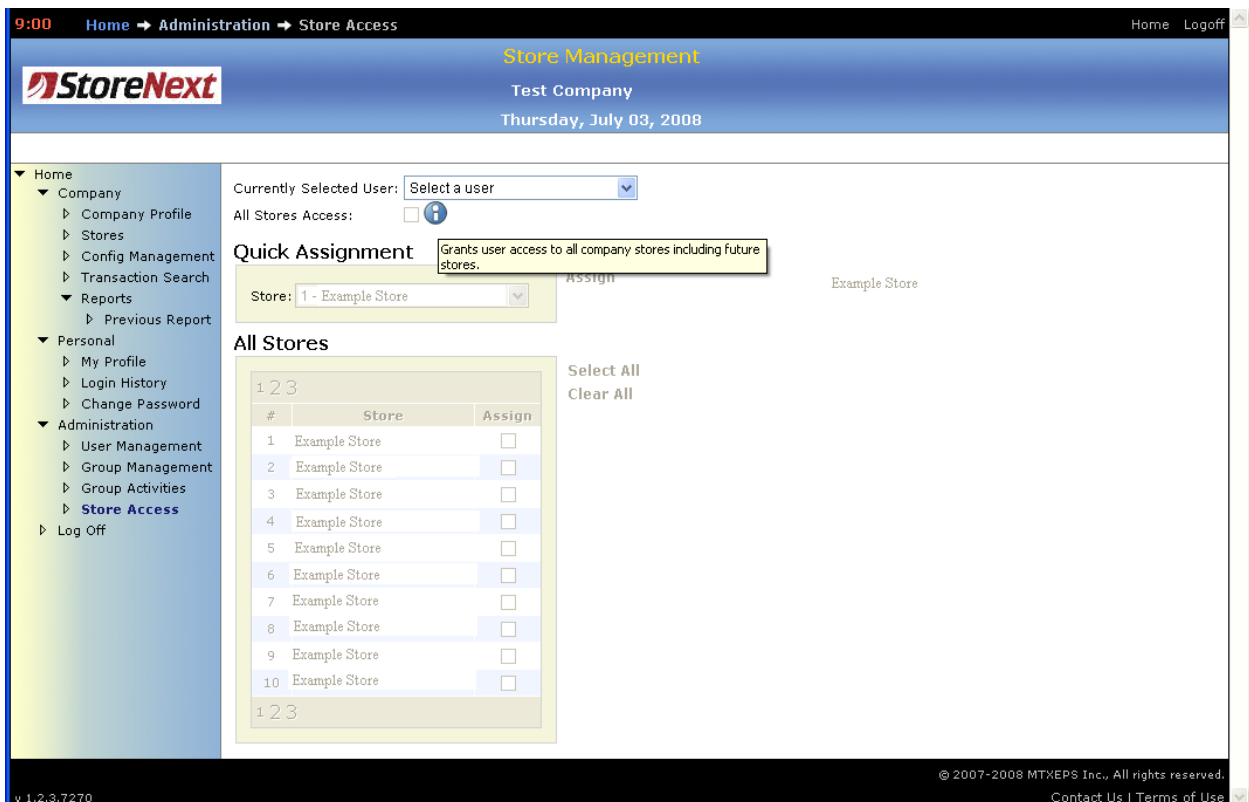 9:00 Home → Administration → Store Access Home Logoff
Store Management
StoreNext
Test Company
Thursday, July 03, 2008
Home
Company
Company Profile
Stores
Config Management
Transaction Search
Reports
Previous Report
Personal
My Profile
Login History
Change Password
Administration
User Management
Group Management
Group Activities
Store Access
Log Off
Currently Selected User: Select a user
All Stores Access:
Grants user access to all company stores including future
stores.
Quick Assignment
Store: 1 - Example Store
Assign
Example Store
All Stores
Select All
Clear All
1 2 3
# Store Assign
1 Example Store
2 Example Store
3 Example Store
4 Example Store
5 Example Store
6 Example Store
7 Example Store
8 Example Store
9 Example Store
10 Example Store
1 2 3
© 2007-2008 MTXEPS Inc., All rights reserved.
v 1.2.3.7270 Contact Us | Terms of Use